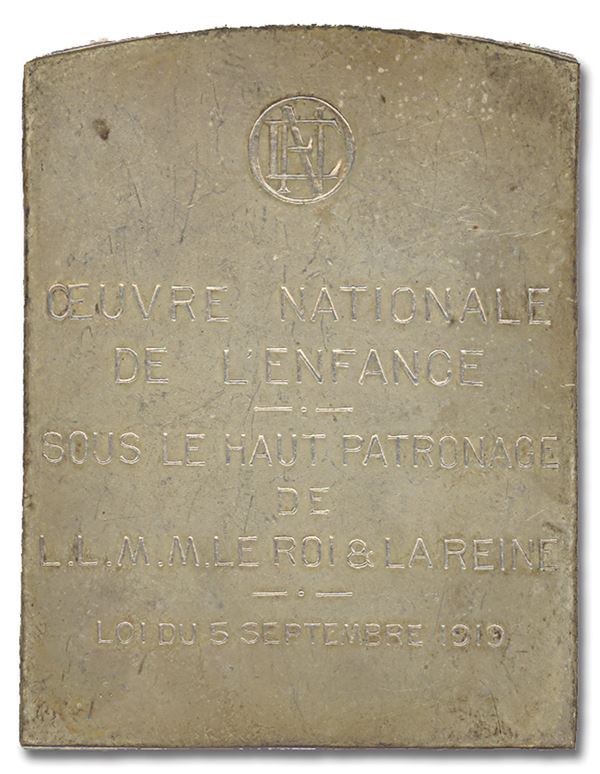 ŒUVRE NATIONALE
DE L'ENFANCE
SOUS LE HAUT PATRONAGE
DE
L.L.M.M. LE ROI & LA REINE
LOI DU 5 SEPTEMBRE 1919